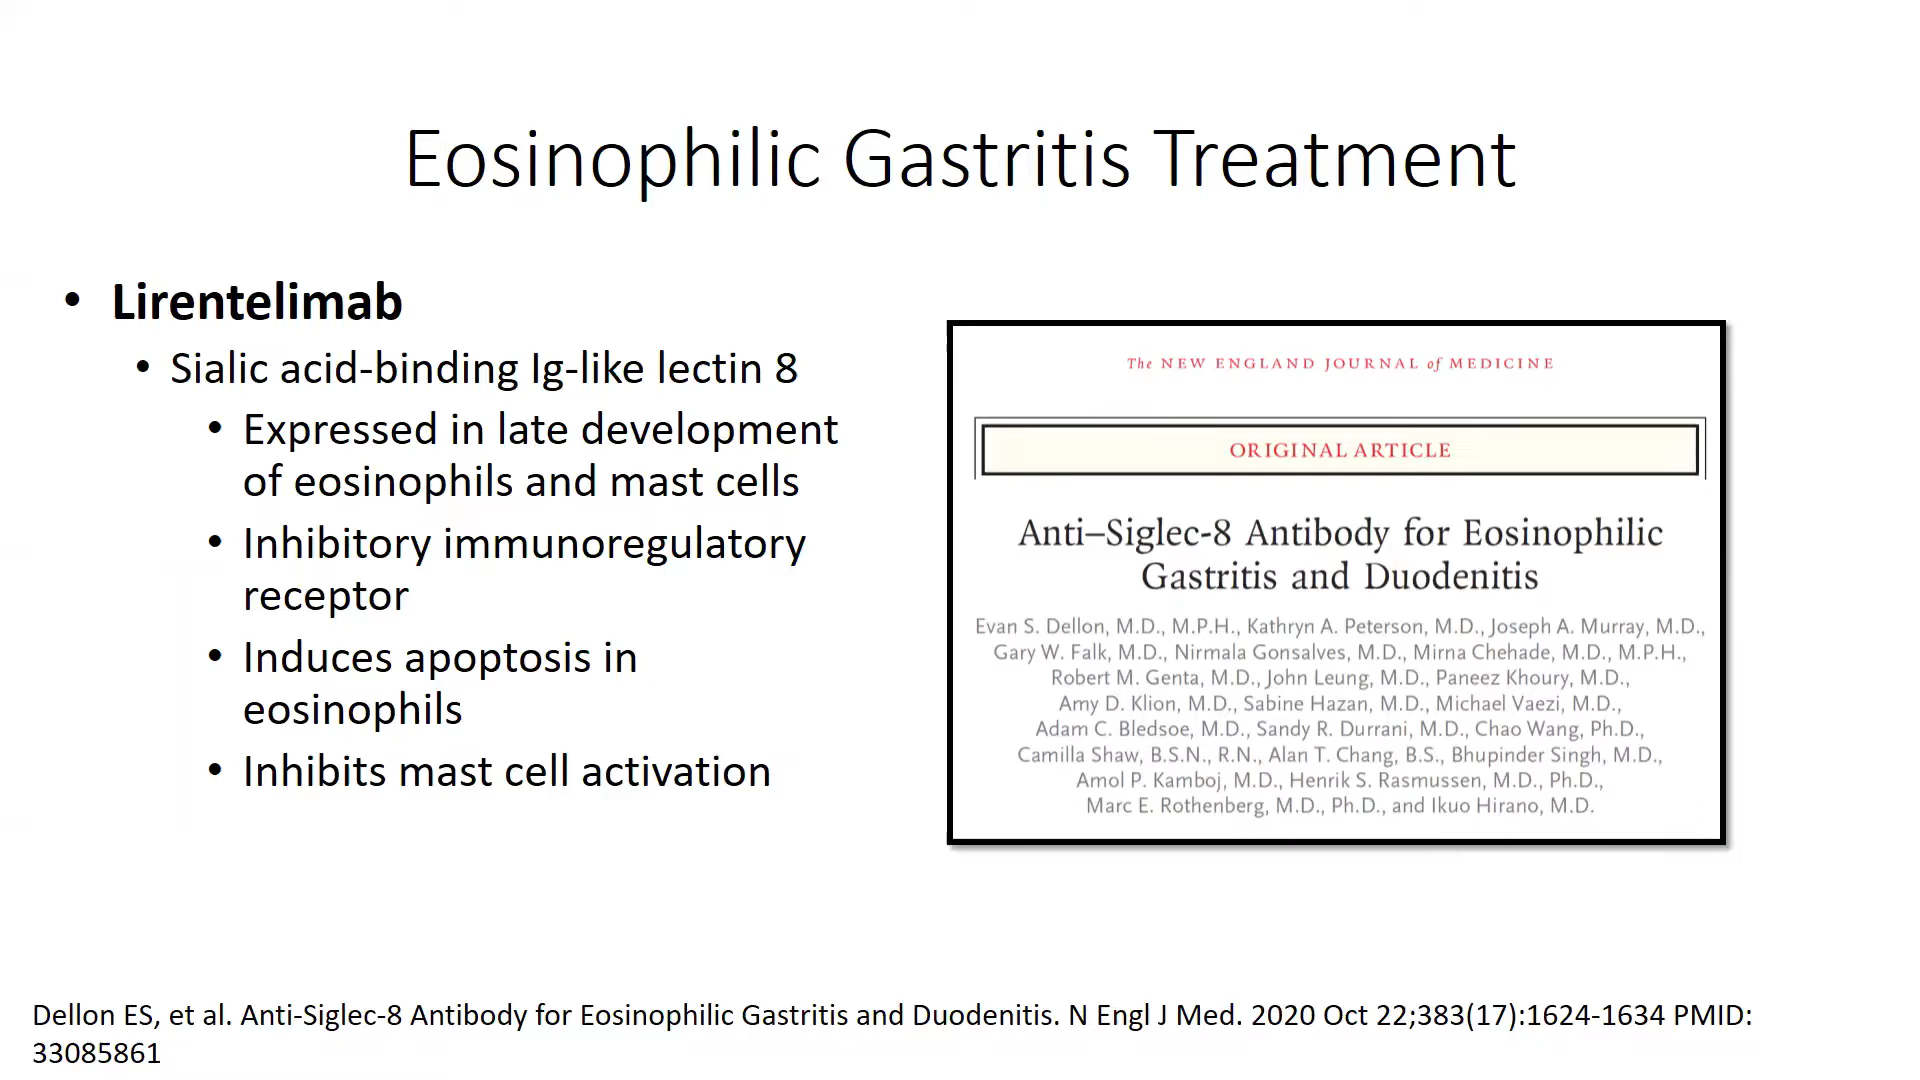 Eosinophilic Gastritis Treatment
• Lirentelimab
• Sialic acid-binding Ig-like lectin 8
• Expressed in late development
of eosinophils and mast cells
• Inhibitory immunoregulatory
receptor
• Induces apoptosis in
eosinophils
• Inhibits mast cell activation
The NEW ENGLAND JOURNAL of MEDICINE
ORIGINAL ARTICLE
Anti–Siglec-8 Antibody for Eosinophilic
Gastritis and Duodenitis
Evan S. Dellon, M.D., M.P.H., Kathryn A. Peterson, M.D., Joseph A. Murray, M.D.,
Gary W. Falk, M.D., Nirmala Gonsalves, M.D., Mirna Chehade, M.D., M.P.H.,
Robert M. Genta, M.D., John Leung, M.D., Paneez Khoury, M.D.,
Amy D. Klion, M.D., Sabine Hazan, M.D., Michael Vaezi, M.D.,
Adam C. Bledsoe, M.D., Sandy R. Durrani, M.D., Chao Wang, Ph.D.,
Camilla Shaw, B.S.N., R.N., Alan T. Chang, B.S., Bhupinder Singh, M.D.,
Amol P. Kamboj, M.D., Henrik S. Rasmussen, M.D., Ph.D.,
Marc E. Rothenberg, M.D., Ph.D., and Ikuo Hirano, M.D.
Dellon ES, et al. Anti-Siglec-8 Antibody for Eosinophilic Gastritis and Duodenitis. N Engl J Med. 2020 Oct 22;383(17):1624-1634 PMID:
33085861